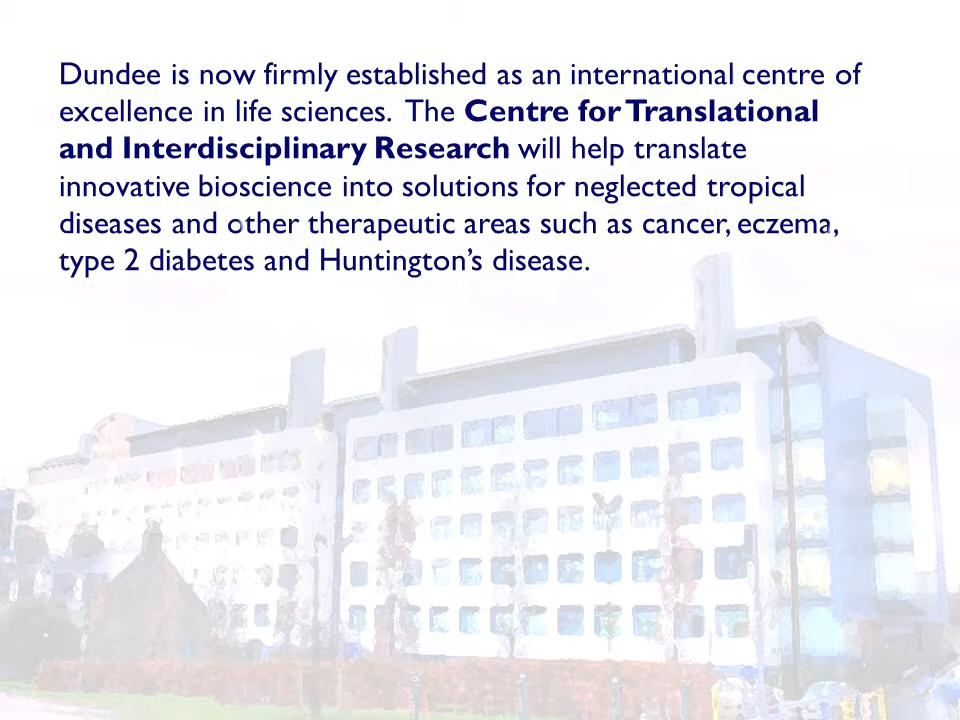 Dundee is now firmly established as an international centre of
excellence in life sciences.  The Centre for Translational
and Interdisciplinary Research will help translate
innovative bioscience into solutions for neglected tropical
diseases and other therapeutic areas such as cancer, eczema,
type 2 diabetes and Huntington’s disease.